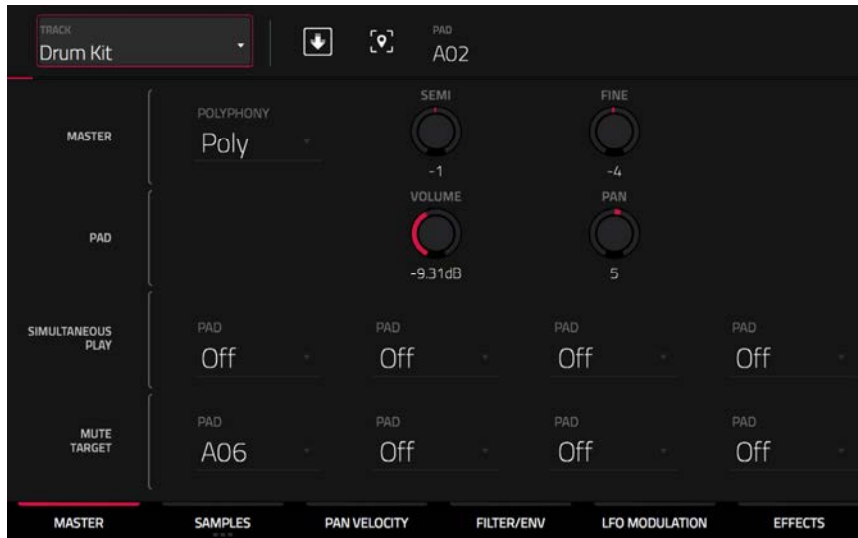 TRACK
Drum Kit
PAD
A02
MASTER
POLYPHONY
Poly
SEMI
-1
FINE
-4
PAD
VOLUME
-9.31dB
PAN
5
SIMULTANEOUS
PLAY
PAD
Off
PAD
Off
PAD
Off
PAD
Off
MUTE
TARGET
PAD
A06
PAD
Off
PAD
Off
PAD
Off
MASTER
SAMPLES
PAN VELOCITY
FILTER/ENV
LFO MODULATION
EFFECTS